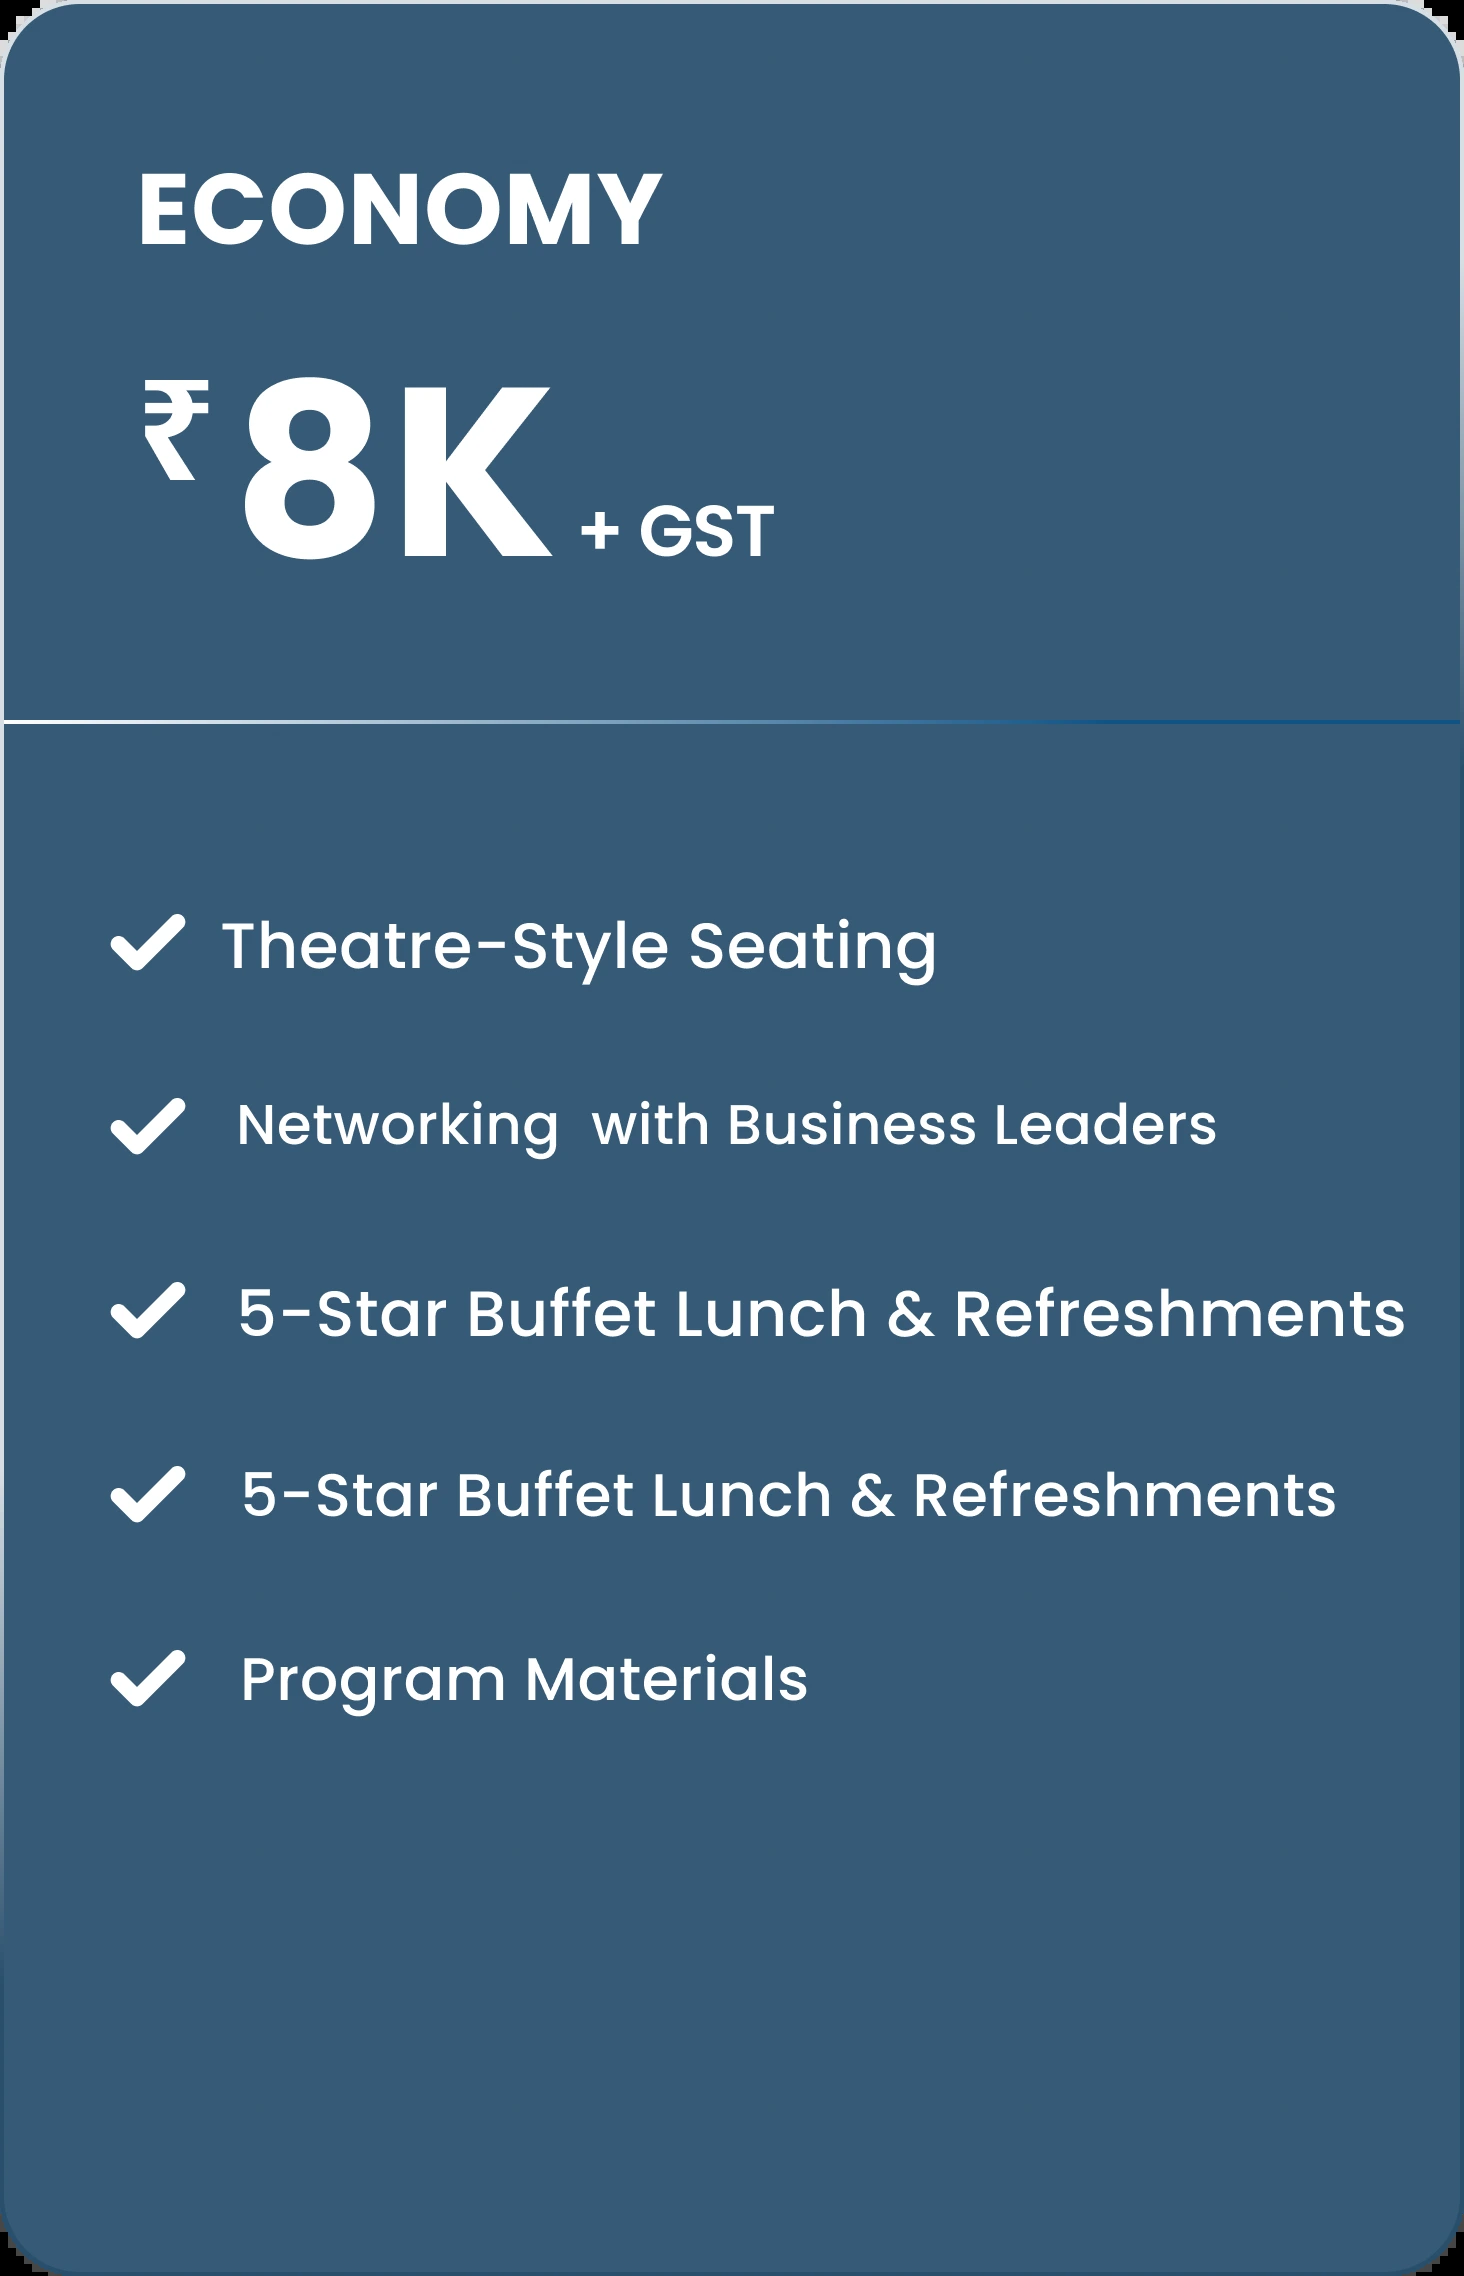 ECONOMY
₹ 8K + GST
Theatre-Style Seating
Networking  with Business Leaders
5-Star Buffet Lunch & Refreshments
5-Star Buffet Lunch & Refreshments
Program Materials